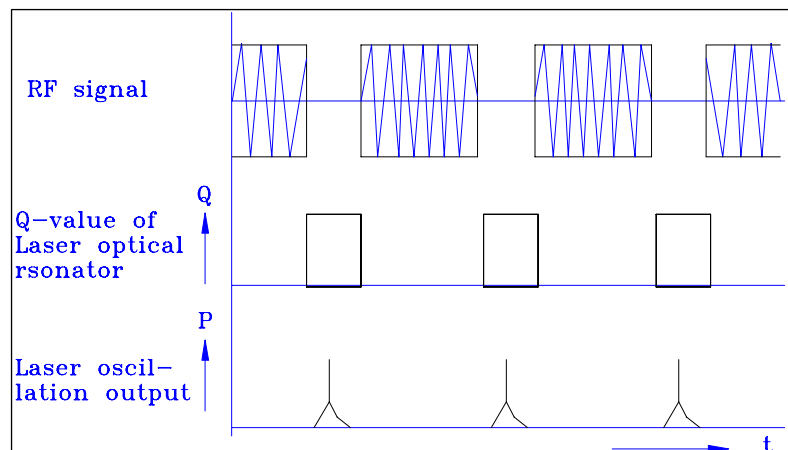 RF signal
Q
Q-value of
Laser optical
rsonator
P
Laser oscil-
lation output
t